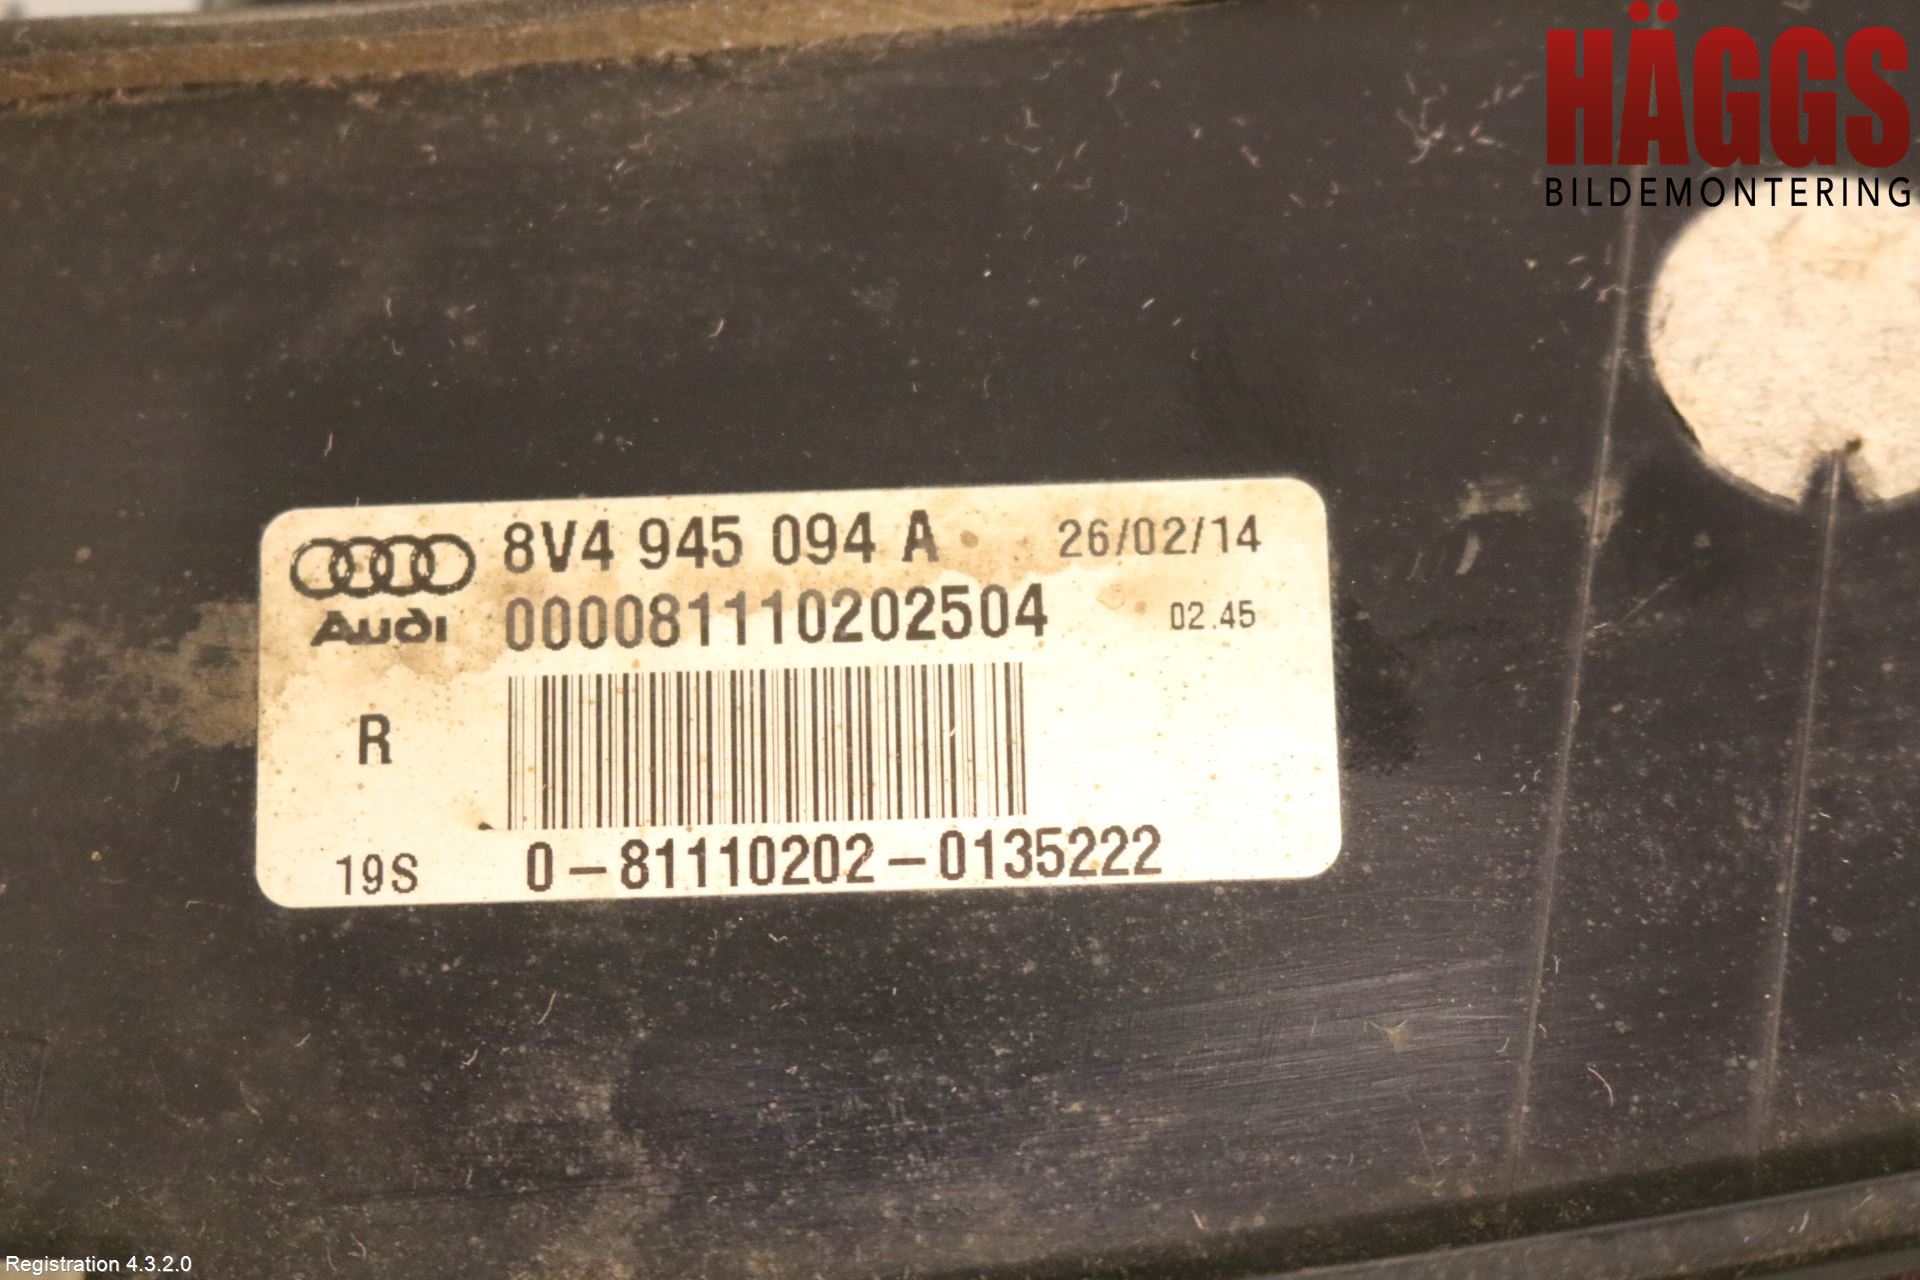 HÄGGS
BILDEMONTERING
8V4 945 094 A 26/02/14
Audi 000081110202504 02.45
R
19S 0-81110202-0135222
Registration 4.3.2.0